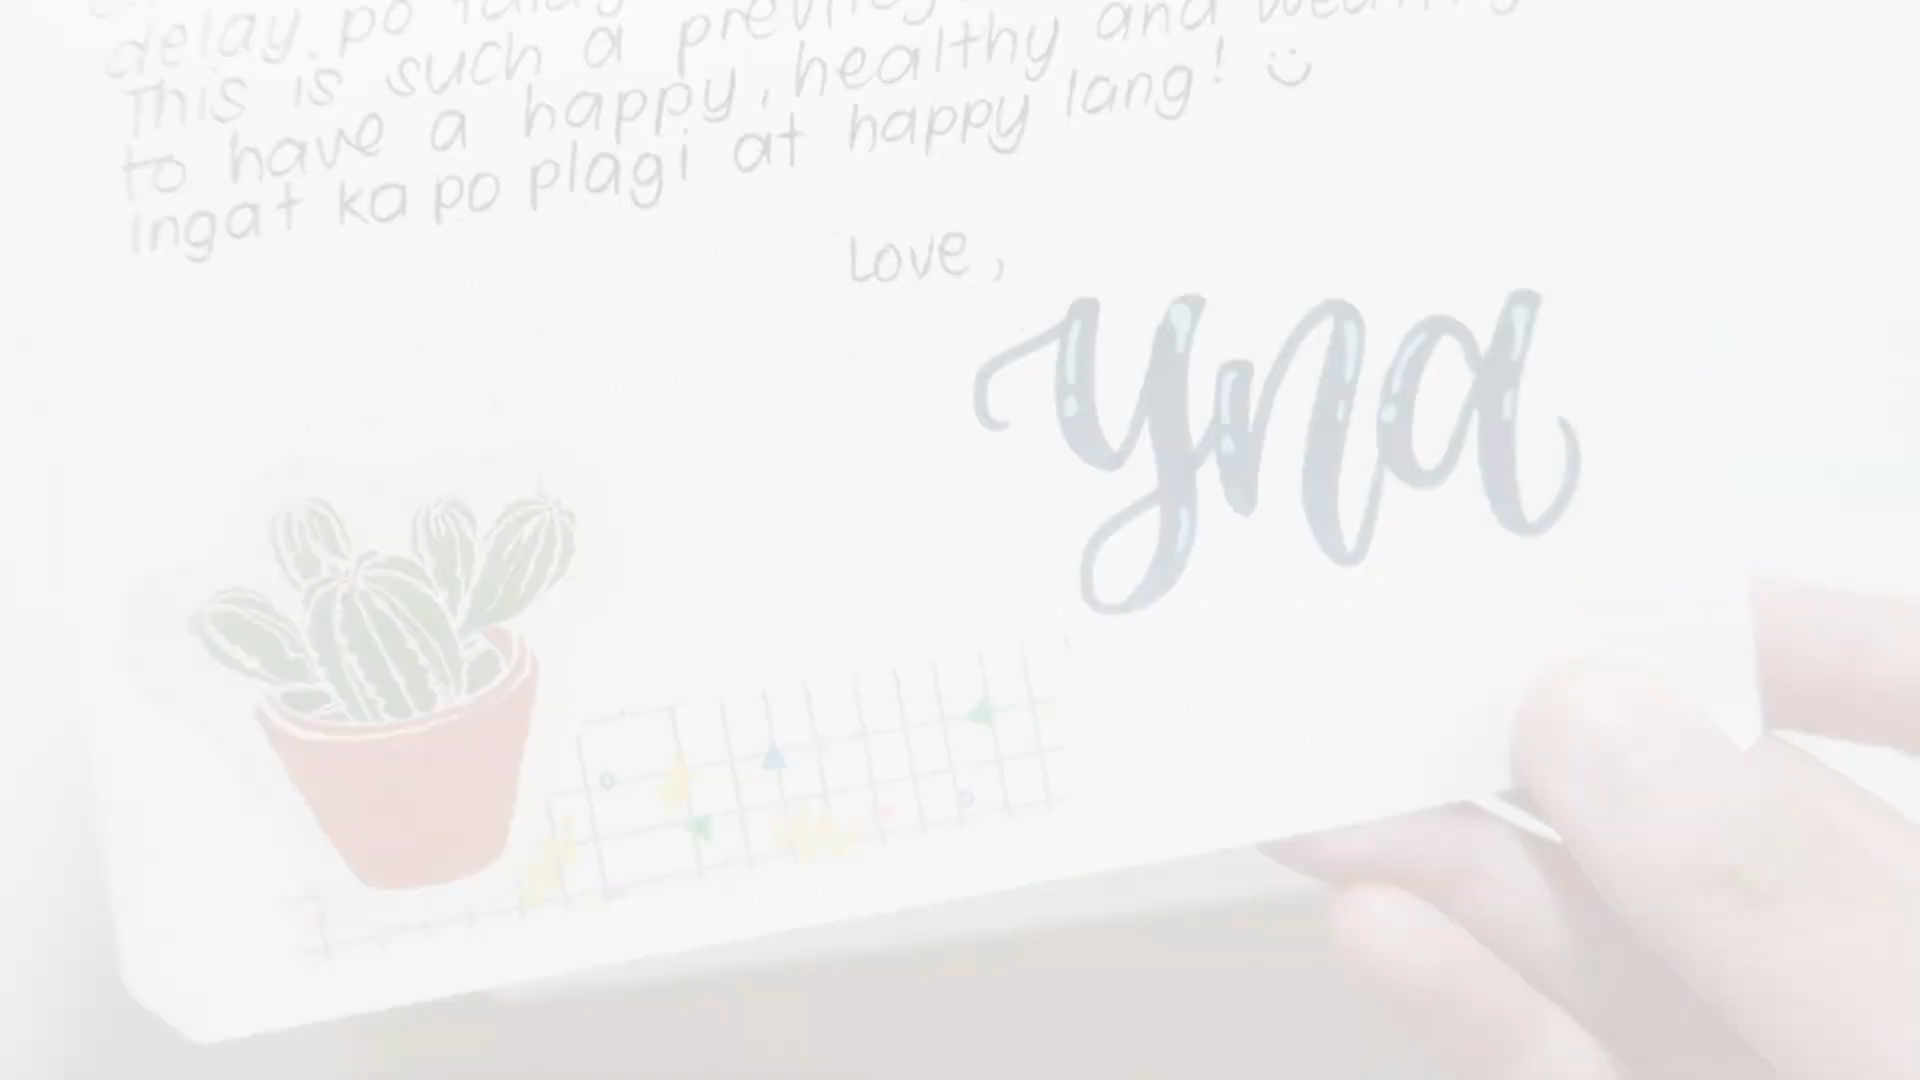 delay po
This is such a
to have a happy, healthy and
ingat ka po plagi at happy lang!
Love,
yna